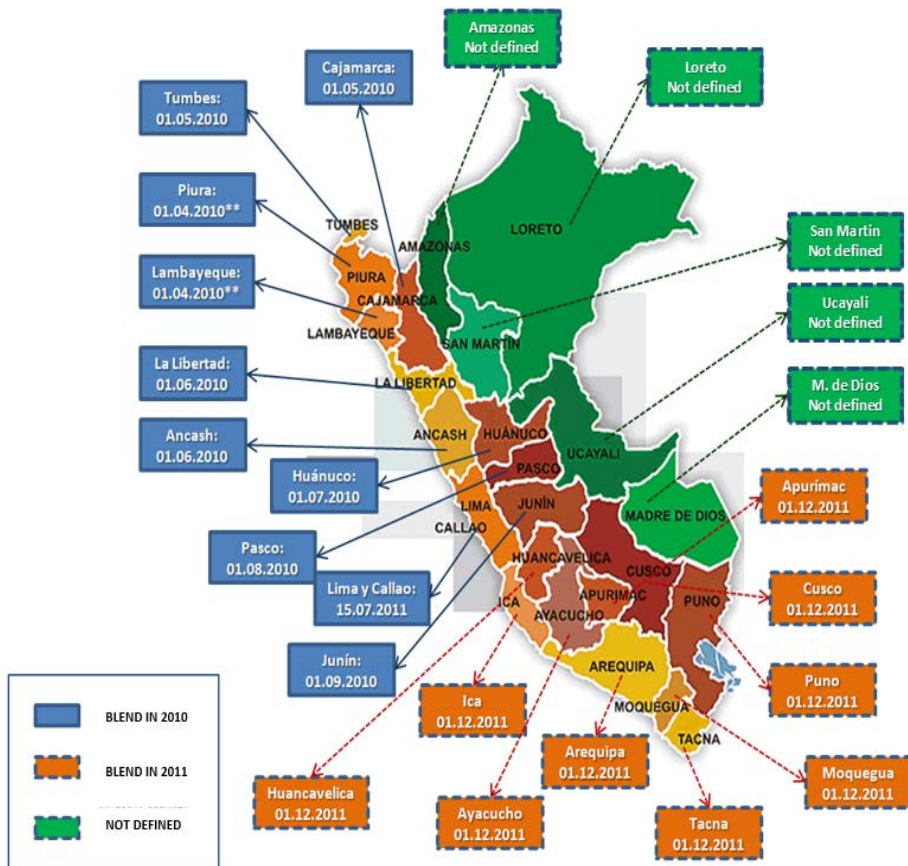 Amazonas
Not defined
Cajamarca:
01.05.2010
Loreto
Not defined
Tumbes:
01.05.2010
Piura:
01.04.2010**
Lambayeque:
01.04.2010**
San Martin
Not defined
Ucayali
Not defined
La Libertad:
01.06.2010
M. de Dios
Not defined
Ancash:
01.06.2010
Huánuco:
01.07.2010
Apurímac
01.12.2011
Pasco:
01.08.2010
Lima y Callao:
15.07.2011
Cusco
01.12.2011
Junín:
01.09.2010
Puno
01.12.2011
Ica
01.12.2011
Arequipa
01.12.2011
Moquegua
01.12.2011
Huancavelica
01.12.2011
Ayacucho
01.12.2011
Tacna
01.12.2011
TUMBES
AMAZONAS
LORETO
PIURA
CAJAMARCA
LAMBAYEQUE
SAN MARTÍN
LA LIBERTAD
ANCASH
HUÁNUCO
UCAYALI
PASCO
LIMA
JUNÍN
CALLAO
MADRE DE DIOS
HUANCAVELICA
CUSCO
ICA
APURIMAC
PUNO
AYACUCHO
AREQUIPA
MOQUEGUA
TACNA
BLEND IN 2010
BLEND IN 2011
NOT DEFINED